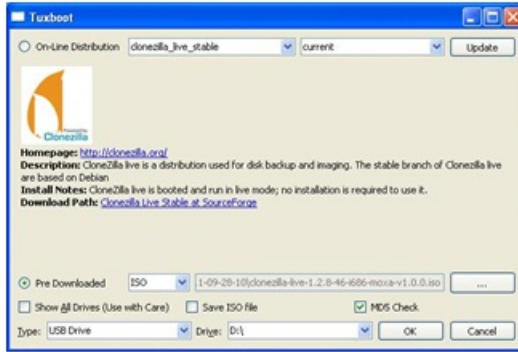 Tuxboot
On-Line Distribution clonezilla_live_stable current Update
Clonezilla
Homepage: http://clonezilla.org/
Description: CloneZilla live is a distribution used for disk backup and imaging. The stable branch of Clonezilla live
are based on Debian
Install Notes: CloneZilla live is booted and run in live mode; no installation is required to use it.
Download Path: Clonezilla Live Stable at SourceForge
Pre Downloaded ISO 1-09-28-10\clonezilla-live-1.2.8-46-i686-moxa-v1.0.0.iso ...
Show All Drives (Use with Care) Save ISO file MD5 Check
Type: USB Drive Drive: D:\ OK Cancel